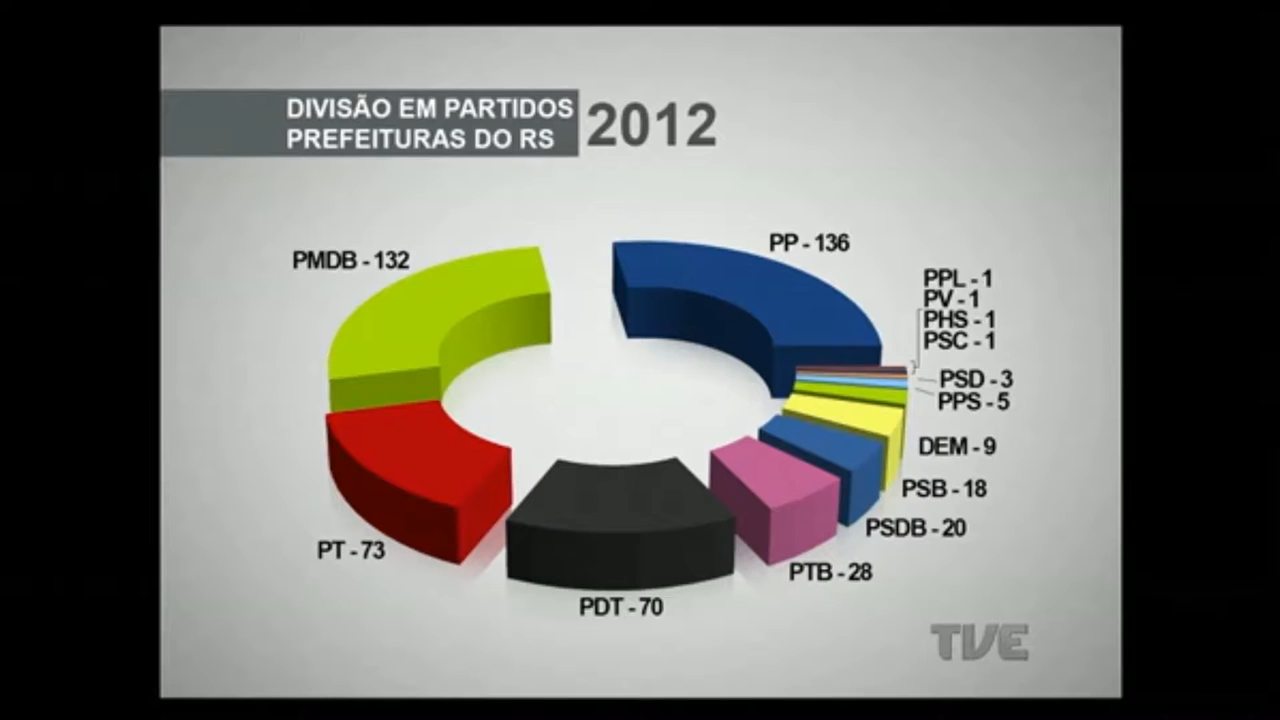 DIVISÃO EM PARTIDOS
PREFEITURAS DO RS
2012
PMDB - 132
PP - 136
PPL - 1
PV - 1
PHS - 1
PSC - 1
PSD - 3
PPS - 5
DEM - 9
PSB - 18
PSDB - 20
PTB - 28
PT - 73
PDT - 70
TVE